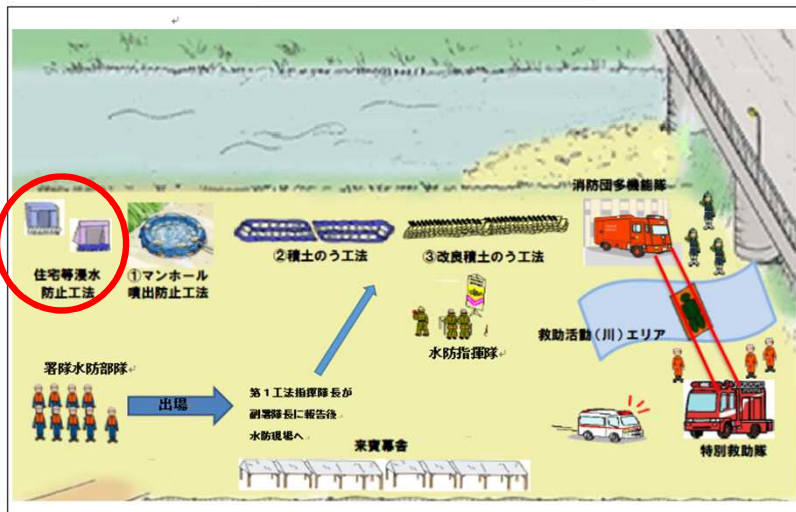 消防団多機能隊
住宅等浸水
防止工法
①マンホール
噴出防止工法
②積土のう工法
③改良積土のう工法
救助活動(川)エリア
水防指揮隊
署隊水防部隊
出場
第1工法指揮隊長が
副署隊長に報告後
水防現場へ
来賓幕舎
特別救助隊